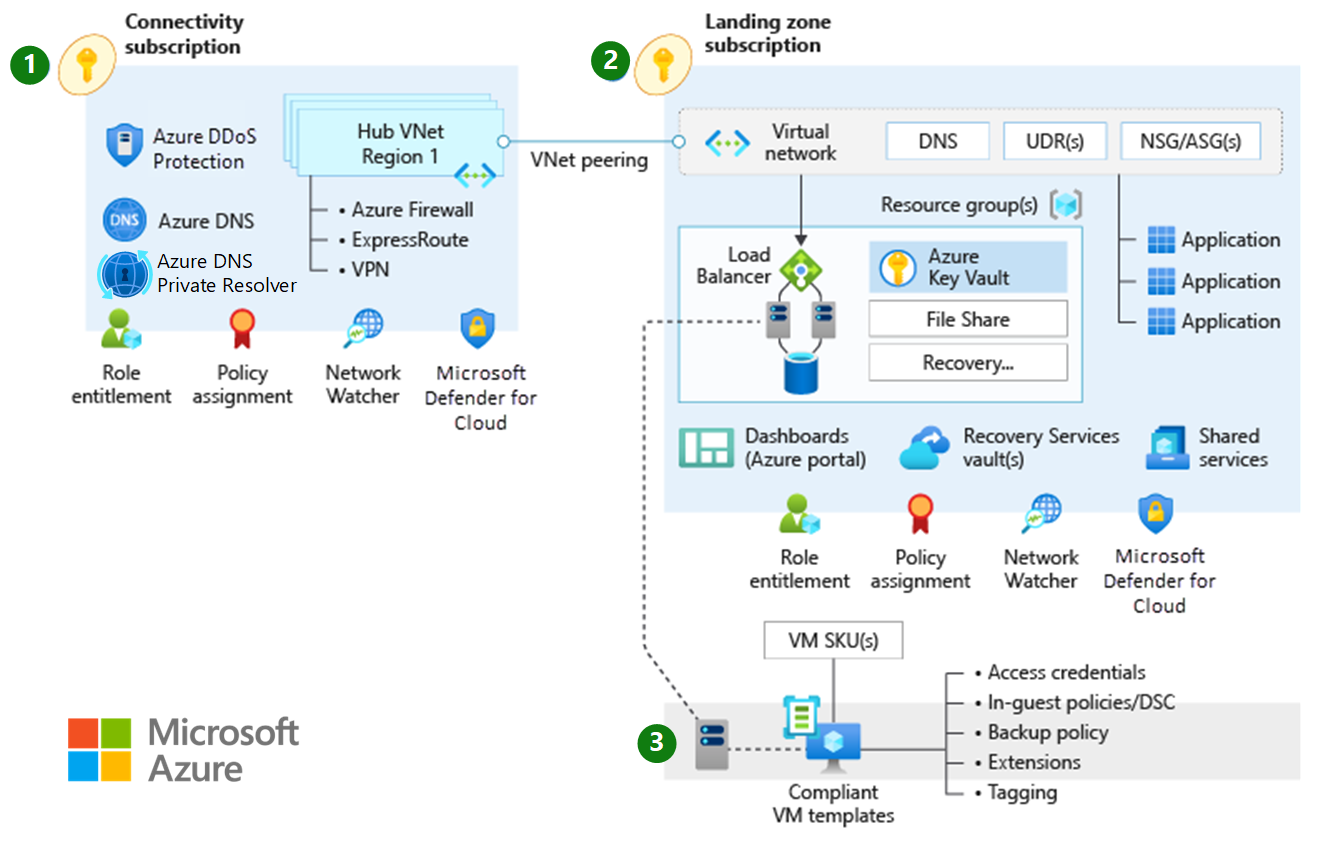 Connectivity
subscription
1
Azure DDoS
Protection
Hub VNet
Region 1
VNet peering
DNS
Azure DNS
• Azure Firewall
• ExpressRoute
• VPN
Azure DNS
Private Resolver
Role
entitlement
Policy
assignment
Network
Watcher
Microsoft
Defender for
Cloud
Landing zone
subscription
2
Virtual
network
DNS
UDR(s)
NSG/ASG(s)
Resource group(s)
Load
Balancer
Azure
Key Vault
File Share
Recovery...
Application
Application
Application
Dashboards
(Azure portal)
Recovery Services
vault(s)
Shared
services
Role
entitlement
Policy
assignment
Network
Watcher
Microsoft
Defender for
Cloud
VM SKU(s)
3
Compliant
VM templates
• Access credentials
• In-guest policies/DSC
• Backup policy
• Extensions
• Tagging
Microsoft
Azure